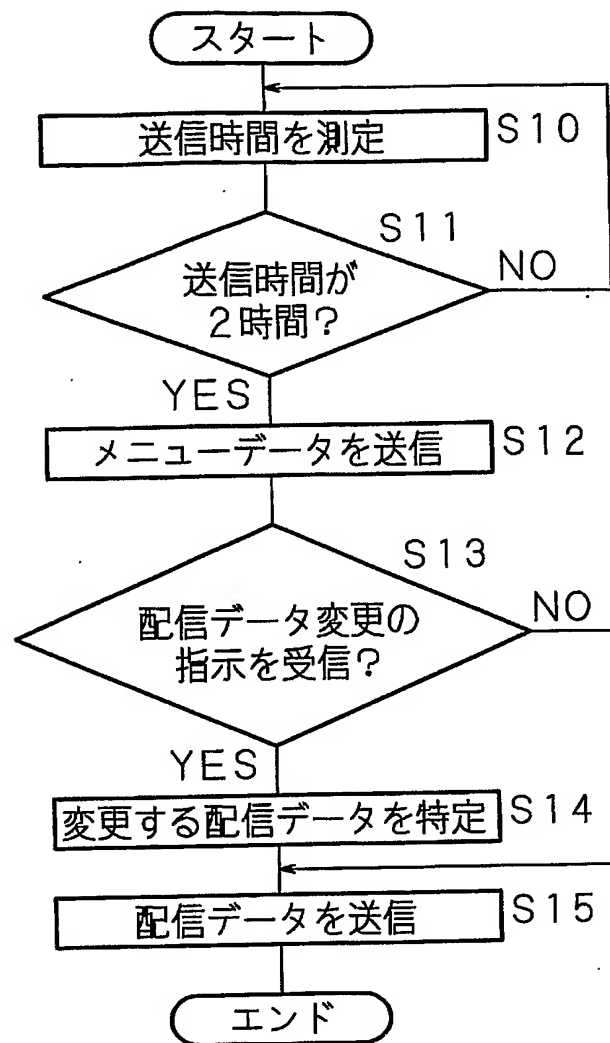 スタート
送信時間を測定
S10
S11
送信時間が
2時間?
NO
YES
メニューデータを送信
S12
S13
配信データ変更の
指示を受信?
NO
YES
変更する配信データを特定
S14
配信データを送信
S15
エンド